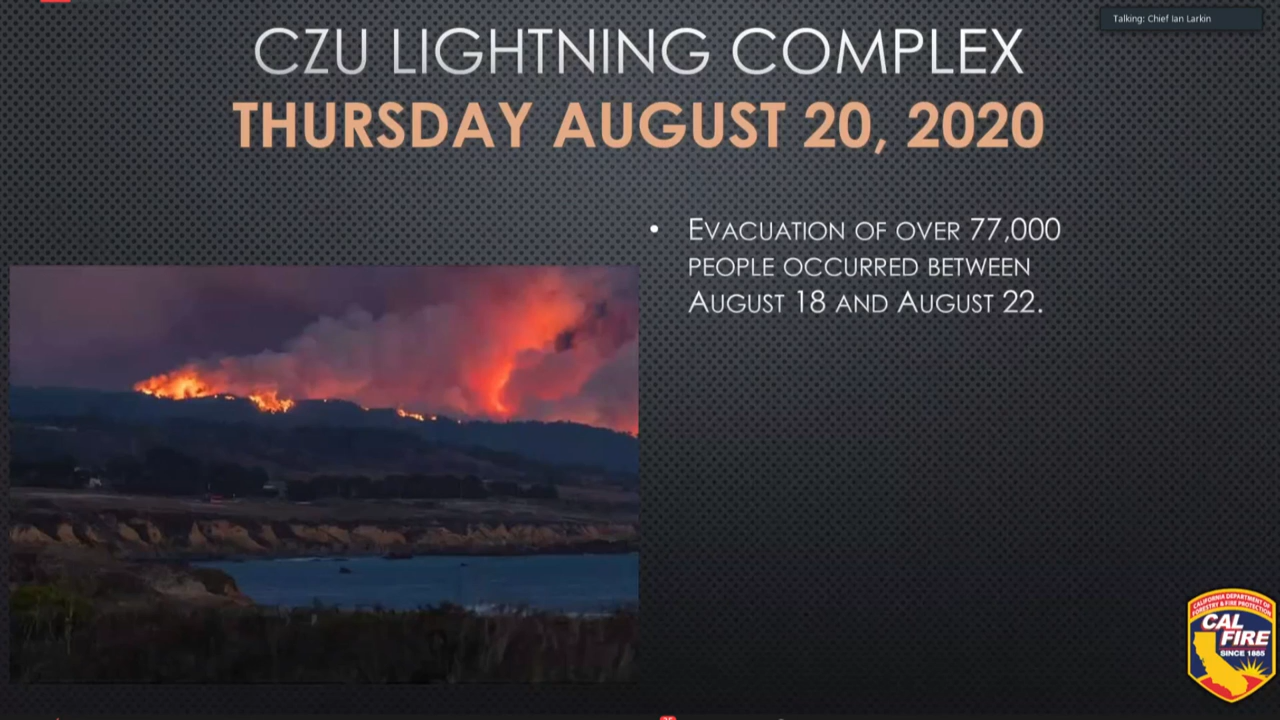 Talking: Chief Ian Larkin
CZU LIGHTNING COMPLEX
THURSDAY AUGUST 20, 2020
• EVACUATION OF OVER 77,000
PEOPLE OCCURRED BETWEEN
AUGUST 18 AND AUGUST 22.
CALIFORNIA DEPARTMENT OF
FORESTRY & FIRE PROTECTION
CAL
FIRE
SINCE 1885